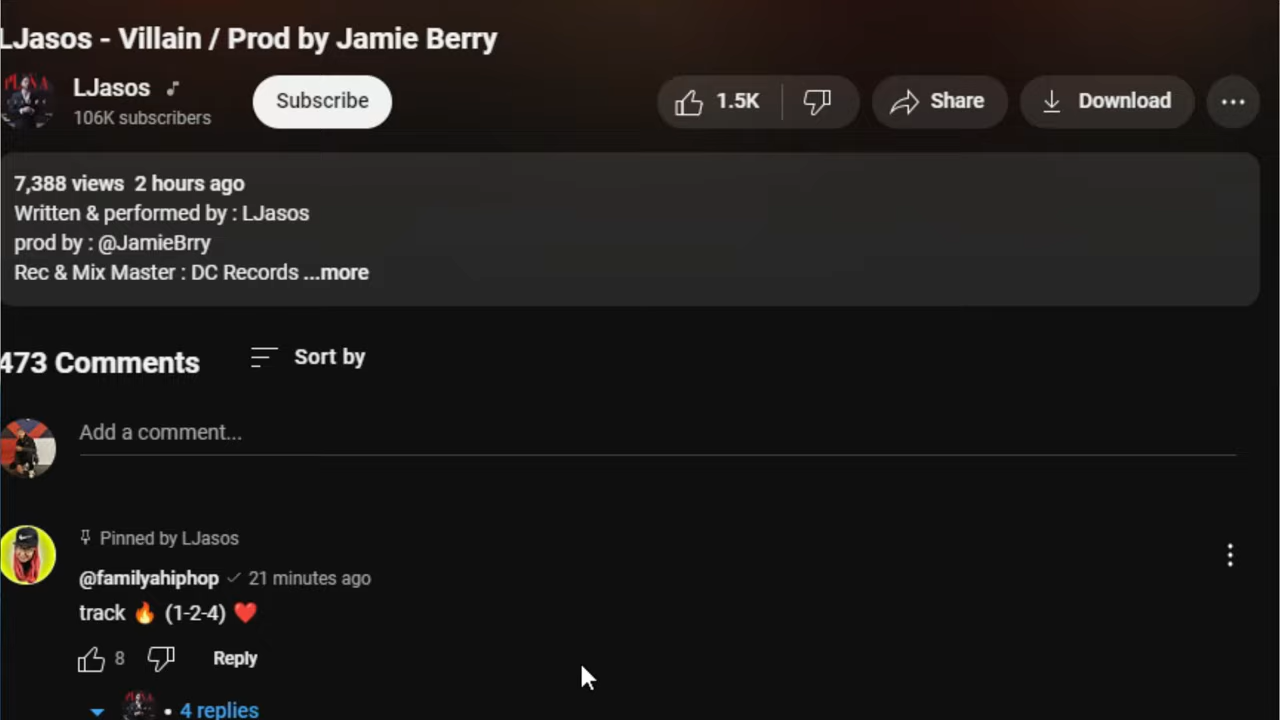 LJasos - Villain / Prod by Jamie Berry
LJasos
106K subscribers
Subscribe
1.5K
Share
Download
7,388 views 2 hours ago
Written & performed by : LJasos
prod by : @JamieBrry
Rec & Mix Master : DC Records ...more
473 Comments
Sort by
Add a comment...
Pinned by LJasos
@familyahiphop 21 minutes ago
track 🔥 (1-2-4) ❤️
8
Reply
4 replies